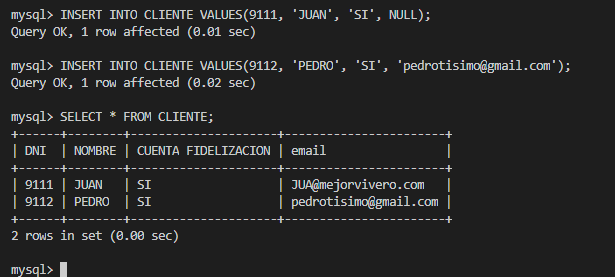 mysql> INSERT INTO CLIENTE VALUES(9111, 'JUAN', 'SI', NULL);
Query OK, 1 row affected (0.01 sec)

mysql> INSERT INTO CLIENTE VALUES(9112, 'PEDRO', 'SI', 'pedrotisimo@gmail.com');
Query OK, 1 row affected (0.02 sec)

mysql> SELECT * FROM CLIENTE;
+------+--------+---------------------+-----------------------+
| DNI  | NOMBRE | CUENTA FIDELIZACION | email                 |
+------+--------+---------------------+-----------------------+
| 9111 | JUAN   | SI                  | JUA@mejorvivero.com   |
| 9112 | PEDRO  | SI                  | pedrotisimo@gmail.com |
+------+--------+---------------------+-----------------------+
2 rows in set (0.00 sec)

mysql>